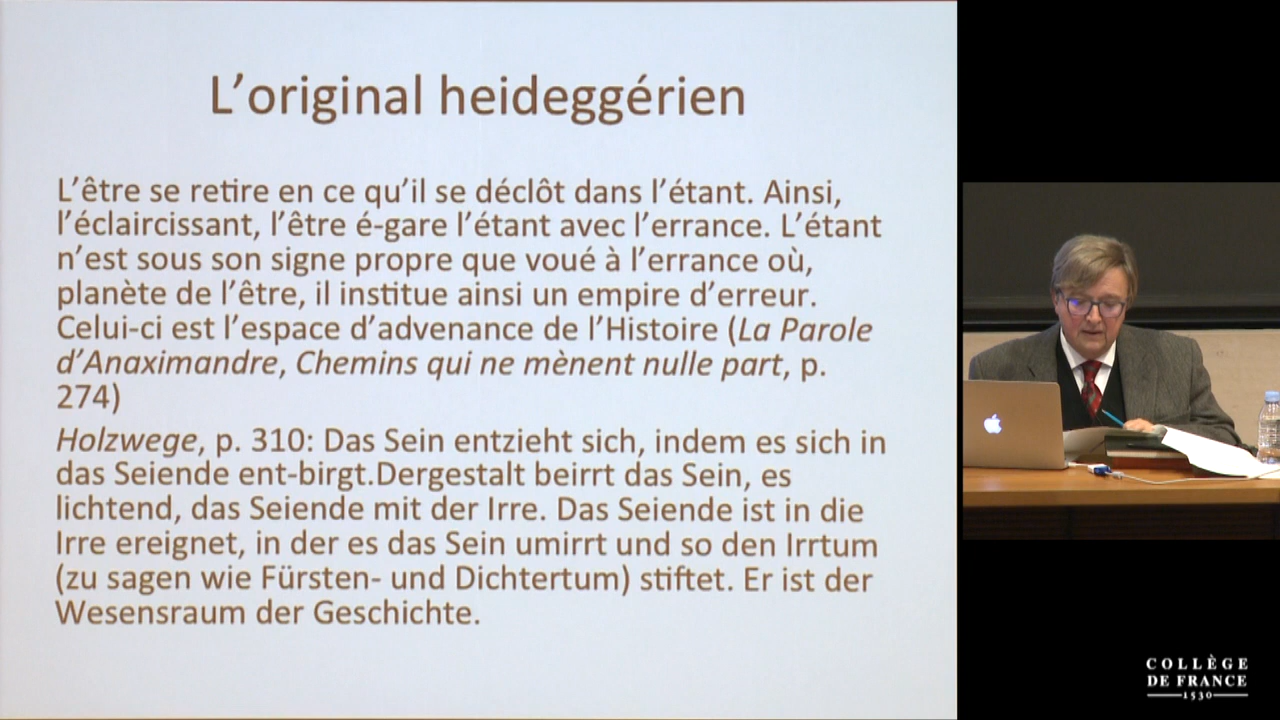 L’original heideggérien
L’être se retire en ce qu’il se déclôt dans l’étant. Ainsi,
l’éclaircissant, l’être é-gare l’étant avec l’errance. L’étant
n’est sous son signe propre que voué à l’errance où,
planète de l’être, il institue ainsi un empire d’erreur.
Celui-ci est l’espace d’advenance de l’Histoire (La Parole
d’Anaximandre, Chemins qui ne mènent nulle part, p.
274)
Holzwege, p. 310: Das Sein entzieht sich, indem es sich in
das Seiende ent-birgt.Dergestalt beirrt das Sein, es
lichtend, das Seiende mit der Irre. Das Seiende ist in die
Irre ereignet, in der es das Sein umirrt und so den Irrtum
(zu sagen wie Fürsten- und Dichtertum) stiftet. Er ist der
Wesensraum der Geschichte.
COLLÈGE
DE FRANCE
1530